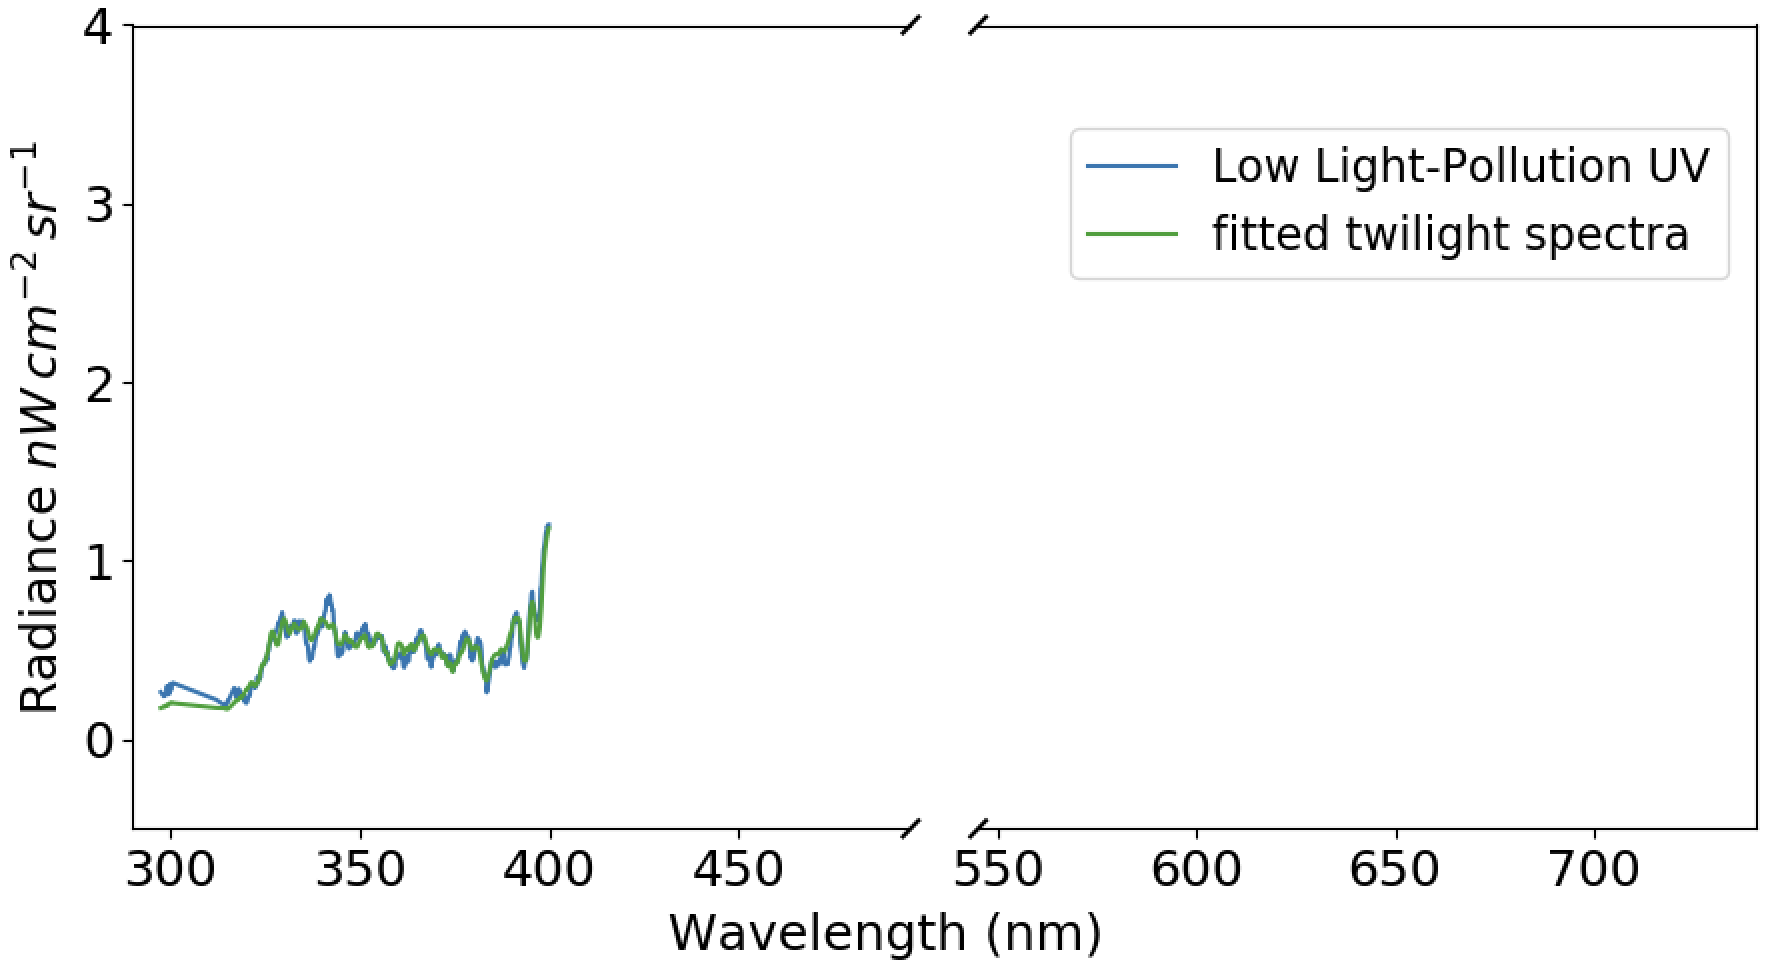 4
3
2
1
0
Radiance nW cm⁻² sr⁻¹
Low Light-Pollution UV
fitted twilight spectra
300 350 400 450 550 600 650 700
Wavelength (nm)